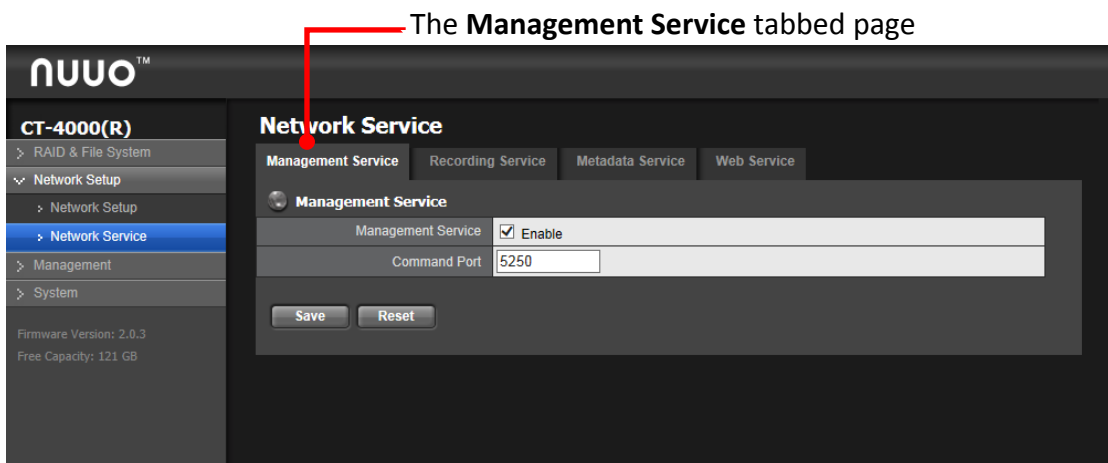 The Management Service tabbed page
nuuo™
CT-4000(R)
> RAID & File System
Network Setup
> Network Setup
> Network Service
> Management
> System
Firmware Version: 2.0.3
Free Capacity: 121 GB
Network Service
Management Service Recording Service Metadata Service Web Service
Management Service
Management Service Enable
Command Port 5250
Save Reset